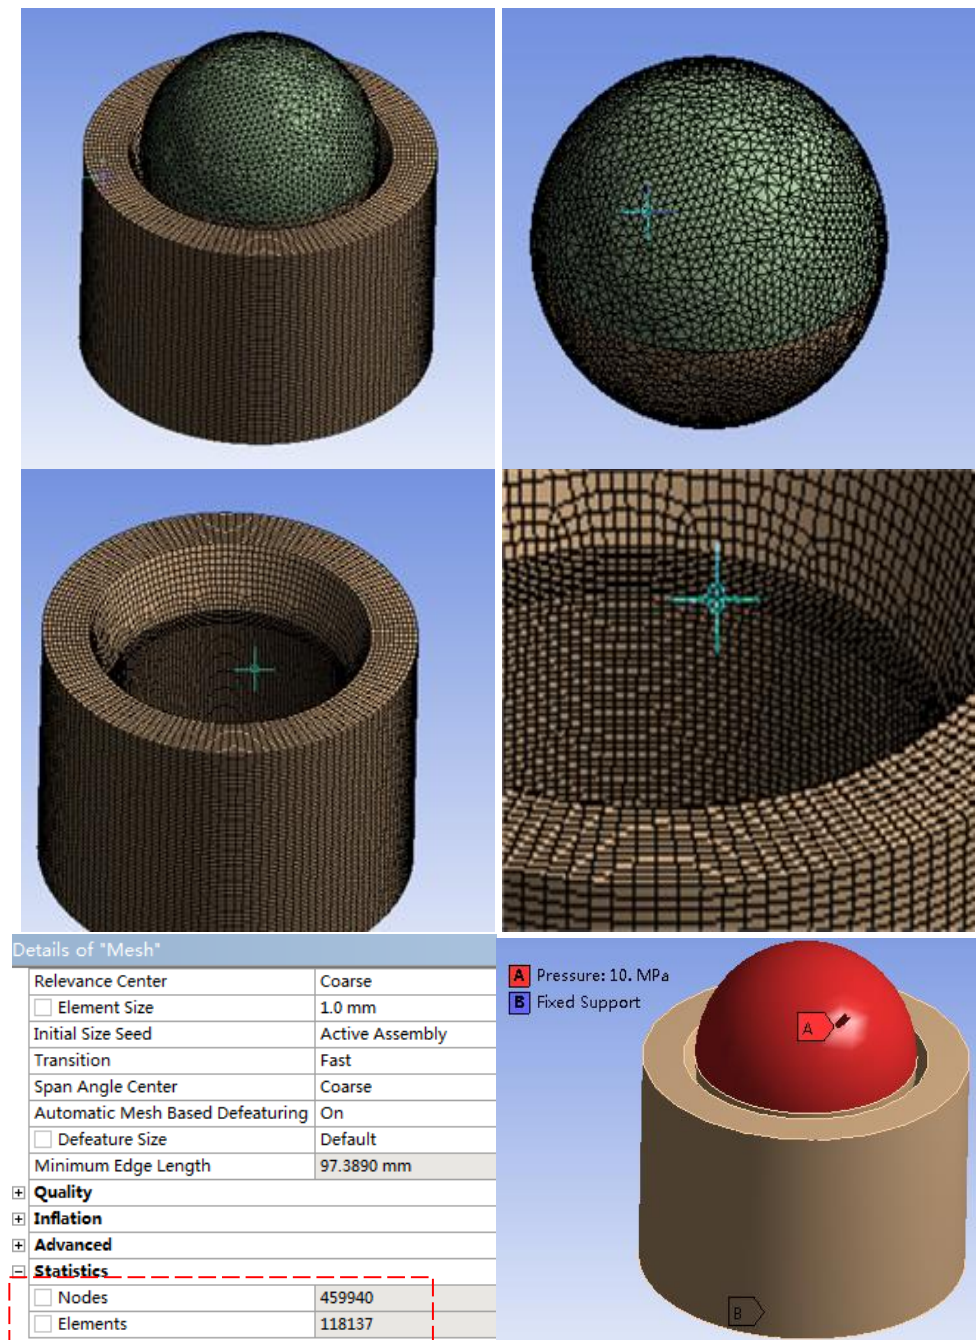 Details of "Mesh"
Relevance Center Coarse
Element Size 1.0 mm
Initial Size Seed Active Assembly
Transition Fast
Span Angle Center Coarse
Automatic Mesh Based Defeaturing On
Defeature Size Default
Minimum Edge Length 97.3890 mm
Quality
Inflation
Advanced
Statistics
Nodes 459940
Elements 118137
A Pressure: 10. MPa
B Fixed Support
A
B